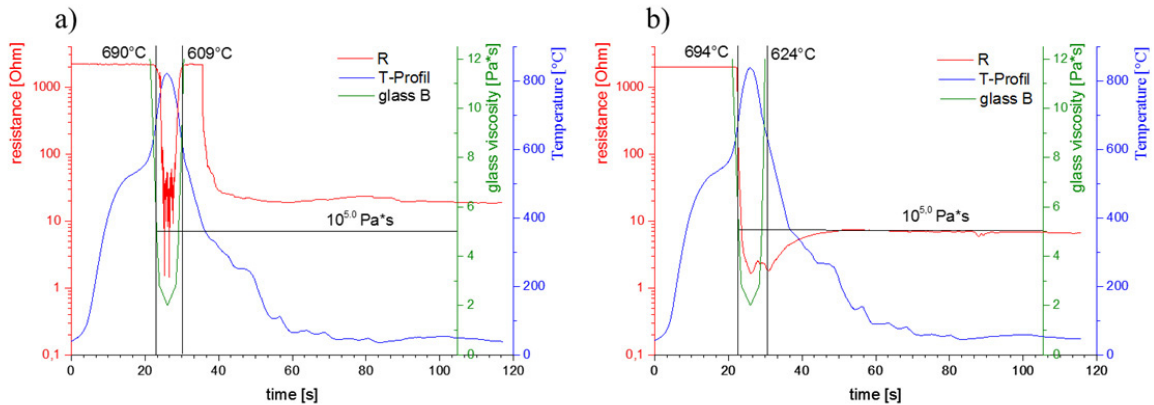 a)
690°C 609°C
R
T-Profil
glass B
10^5.0 Pa*s
resistance [Ohm]
1000
100
10
1
0,1
glass viscosity [Pa*s]
12
10
8
6
4
2
0
Temperature [°C]
800
600
400
200
0
0 20 40 60 80 100 120
time [s]
b)
694°C 624°C
R
T-Profil
glass B
10^5.0 Pa*s
resistance [Ohm]
1000
100
10
1
0,1
glass viscosity [Pa*s]
12
10
8
6
4
2
0
Temperature [°C]
800
600
400
200
0
0 20 40 60 80 100 120
time [s]